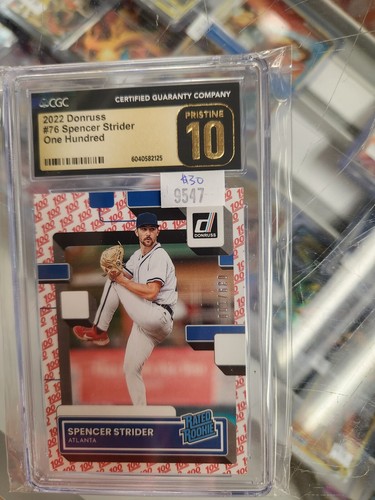 CGC
CERTIFIED GUARANTY COMPANY
2022 Donruss
#76 Spencer Strider
One Hundred
PRISTINE
10
6040582125
$30
9547
DONRUSS
SPENCER STRIDER
ATLANTA
RATED
ROOKIE
100